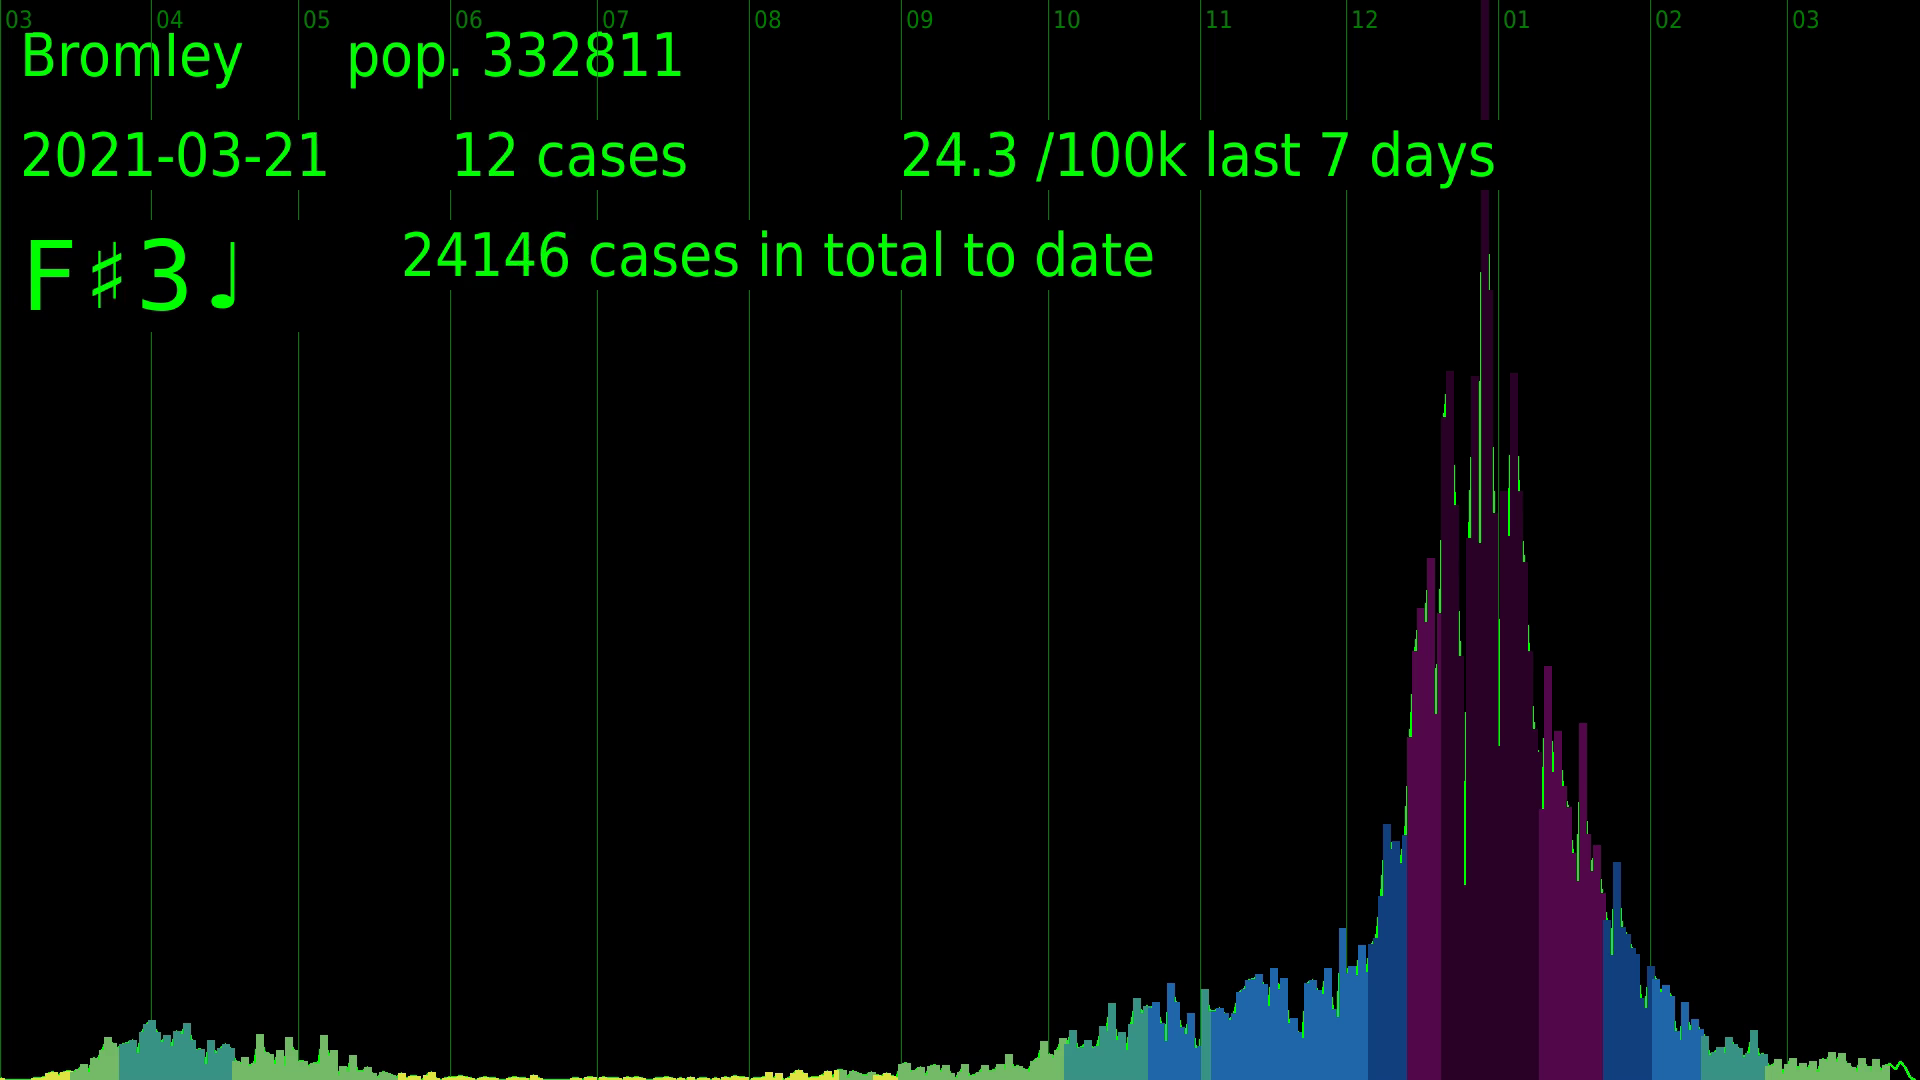 03 04 05 06 07 08 09 10 11 12 01 02 03
Bromley pop. 332811
2021-03-21 12 cases 24.3 /100k last 7 days
F♯3♩ 24146 cases in total to date